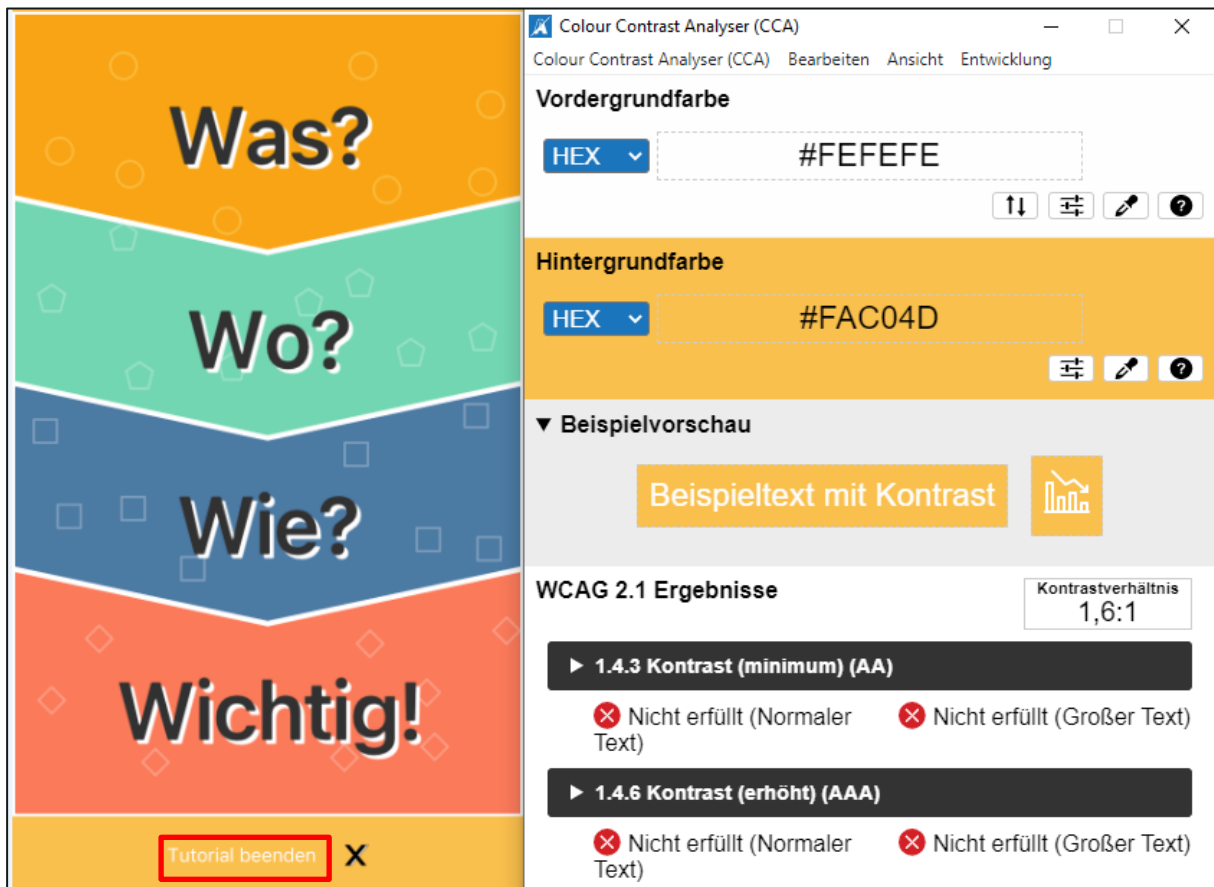 Was?
Wo?
Wie?
Wichtig!
Tutorial beenden X
Colour Contrast Analyser (CCA)
Colour Contrast Analyser (CCA) Bearbeiten Ansicht Entwicklung
Vordergrundfarbe
HEX #FEFEFE
Hintergrundfarbe
HEX #FAC04D
▼ Beispielvorschau
Beispieltext mit Kontrast
WCAG 2.1 Ergebnisse
Kontrastverhältnis
1,6:1
▶ 1.4.3 Kontrast (minimum) (AA)
Nicht erfüllt (Normaler
Text)
Nicht erfüllt (Großer Text)
▶ 1.4.6 Kontrast (erhöht) (AAA)
Nicht erfüllt (Normaler
Text)
Nicht erfüllt (Großer Text)